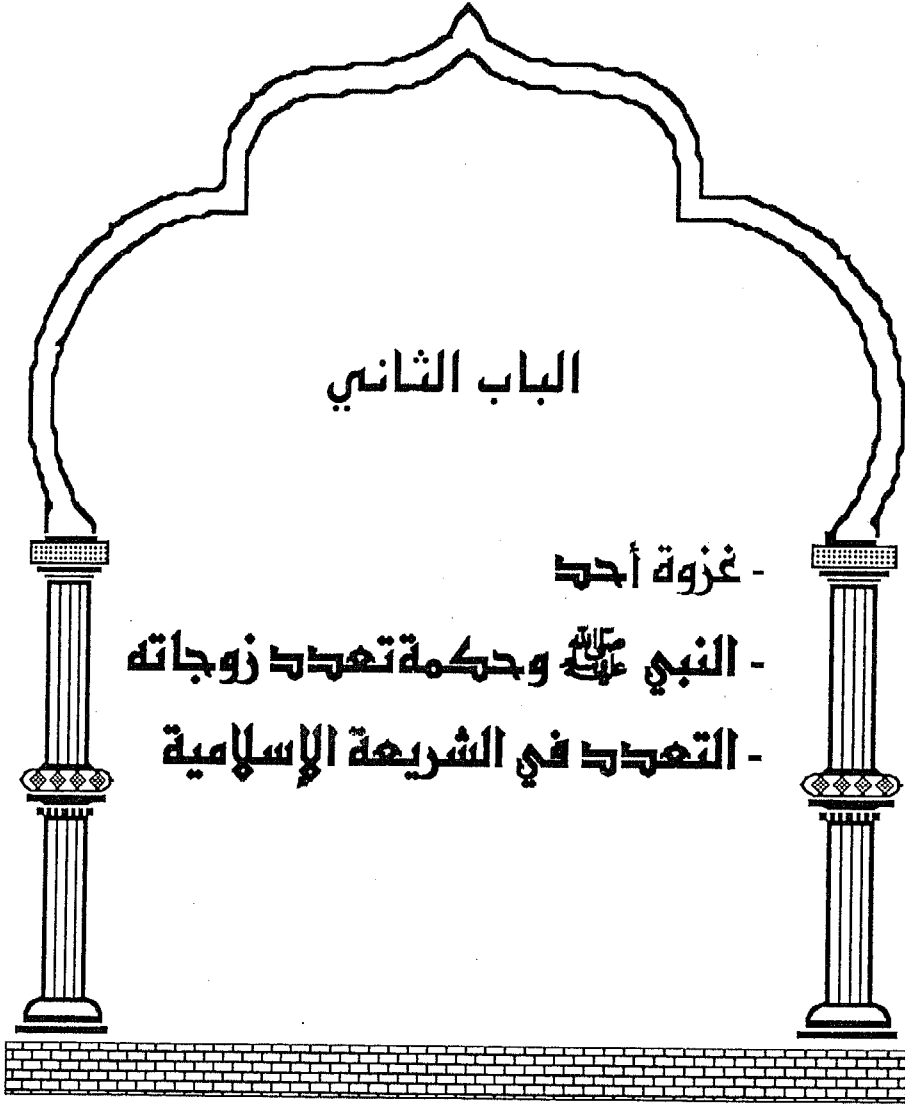 الباب الثاني
- غزوة أحد
- النبي ﷺ وحكمة تعدد زوجاته
- التعدد في الشريعة الإسلامية